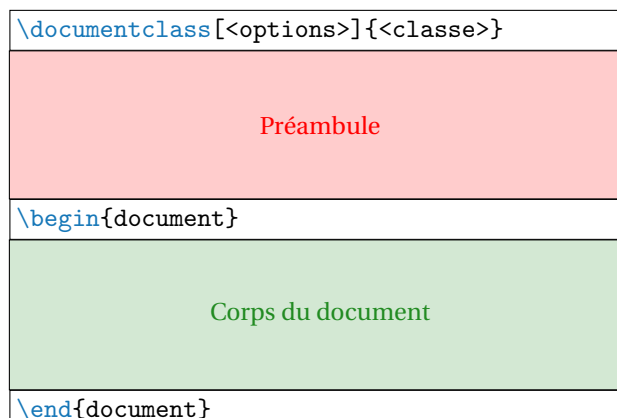 \documentclass[<options>]{<classe>}
Préambule
\begin{document}
Corps du document
\end{document}